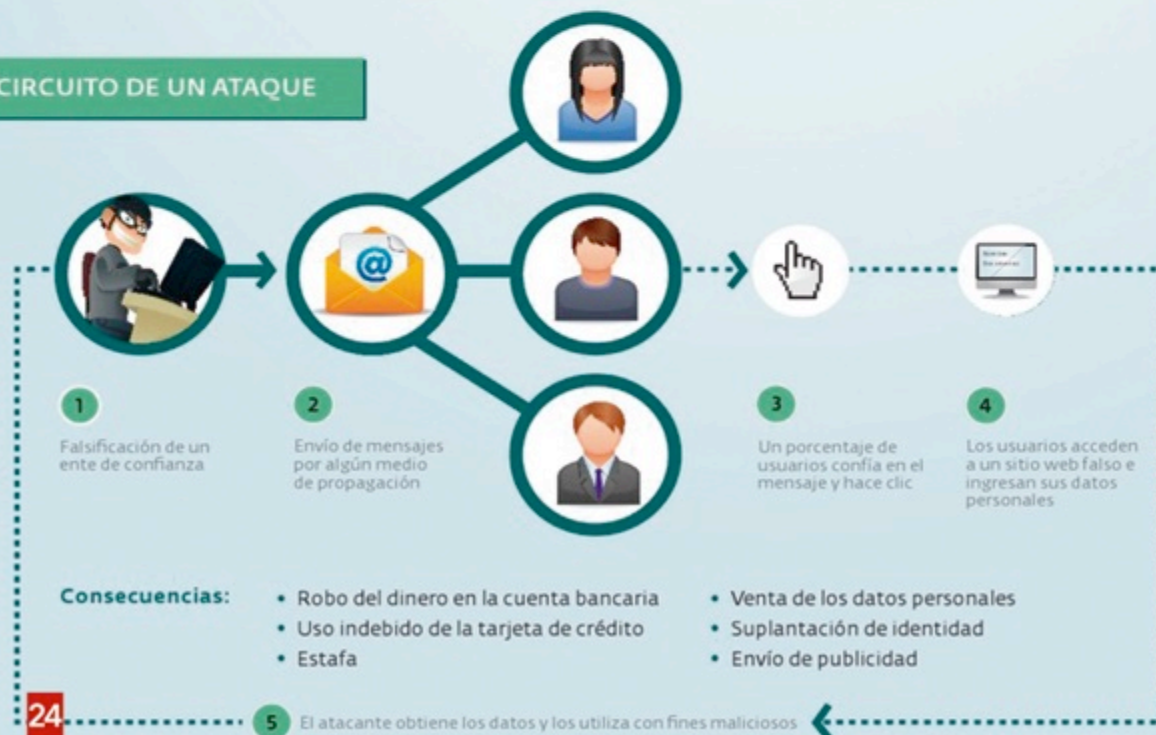 CIRCUITO DE UN ATAQUE
@
1
Falsificación de un
ente de confianza
2
Envío de mensajes
por algún medio
de propagación
3
Un porcentaje de
usuarios confía en el
mensaje y hace clic
4
Los usuarios acceden
a un sitio web falso e
ingresan sus datos
personales
Consecuencias:
• Robo del dinero en la cuenta bancaria
• Uso indebido de la tarjeta de crédito
• Estafa
• Venta de los datos personales
• Suplantación de identidad
• Envío de publicidad
24
5 El atacante obtiene los datos y los utiliza con fines maliciosos